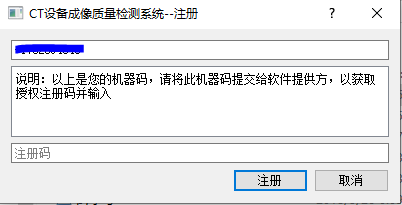 CT设备成像质量检测系统--注册
说明：以上是您的机器码，请将此机器码提交给软件提供方，以获取
授权注册码并输入
注册码
注册
取消